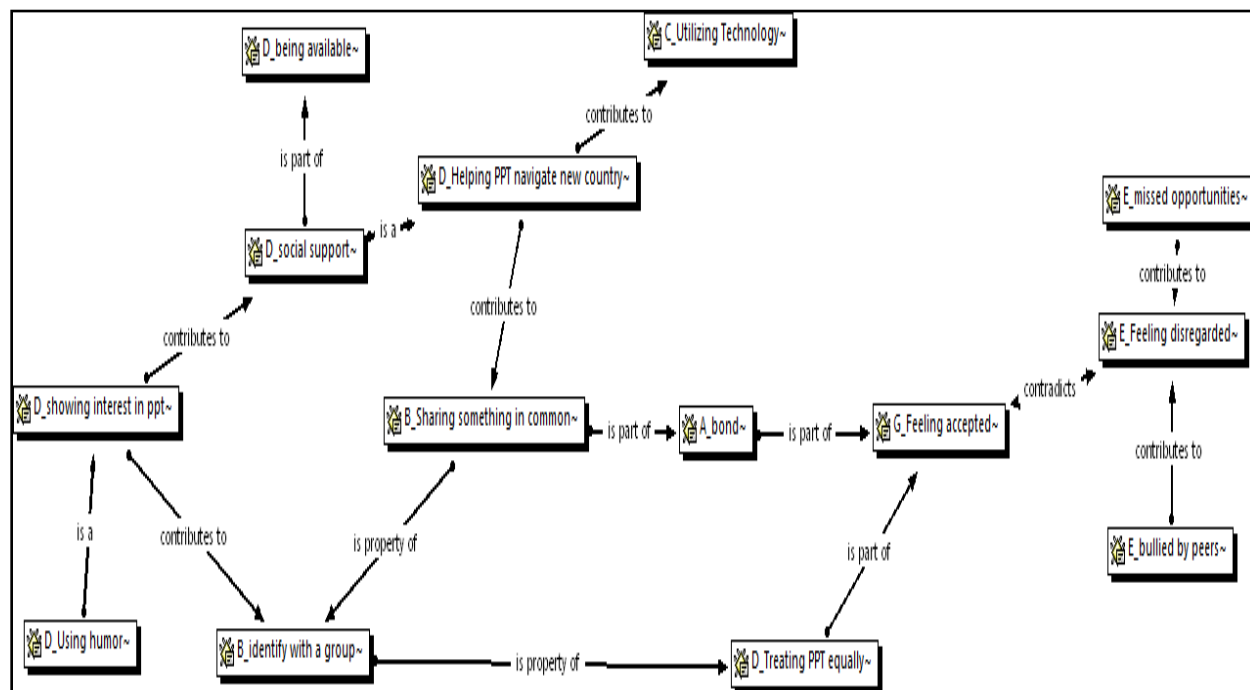 C_Utilizing Technology~
D_being available~
contributes to
is part of
D_Helping PPT navigate new country~
E_missed opportunities~
is a
D_social support~
contributes to
contributes to
E_Feeling disregarded~
contributes to
contradicts
D_showing interest in ppt~
B_Sharing something in common~
is part of
A_bond~
is part of
G_Feeling accepted~
contributes to
is a
contributes to
is property of
is part of
E_bullied by peers~
D_Using humor~
B_identify with a group~
is property of
D_Treating PPT equally~